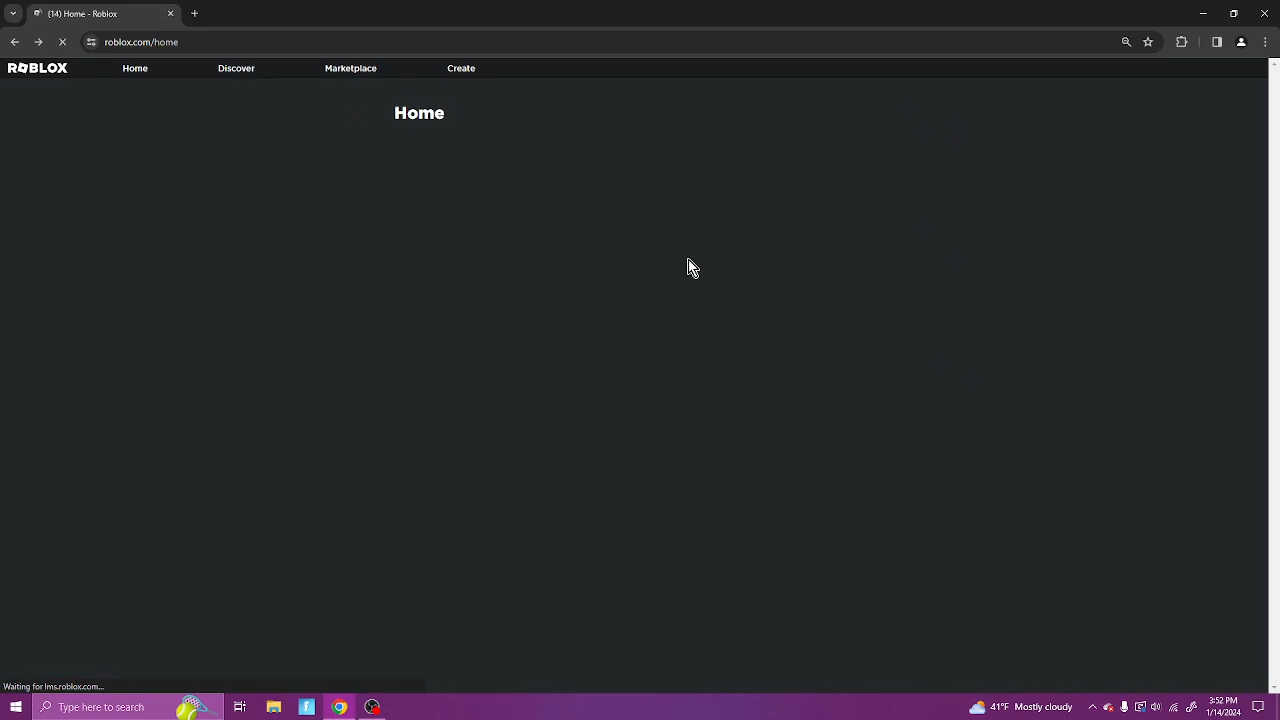 (14) Home - Roblox
roblox.com/home
ROBLOX Home Discover Marketplace Create
Home
Waiting for lms.roblox.com...
Type here to search
41°F Mostly cloudy
3:52 PM
1/14/2024